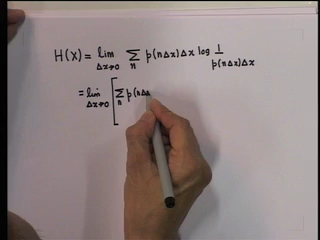 H(X) = lim Δx→0 Σ n p(nΔx)Δx log 1/p(nΔx)Δx
= lim Δx→0 [ Σ n p(nΔx